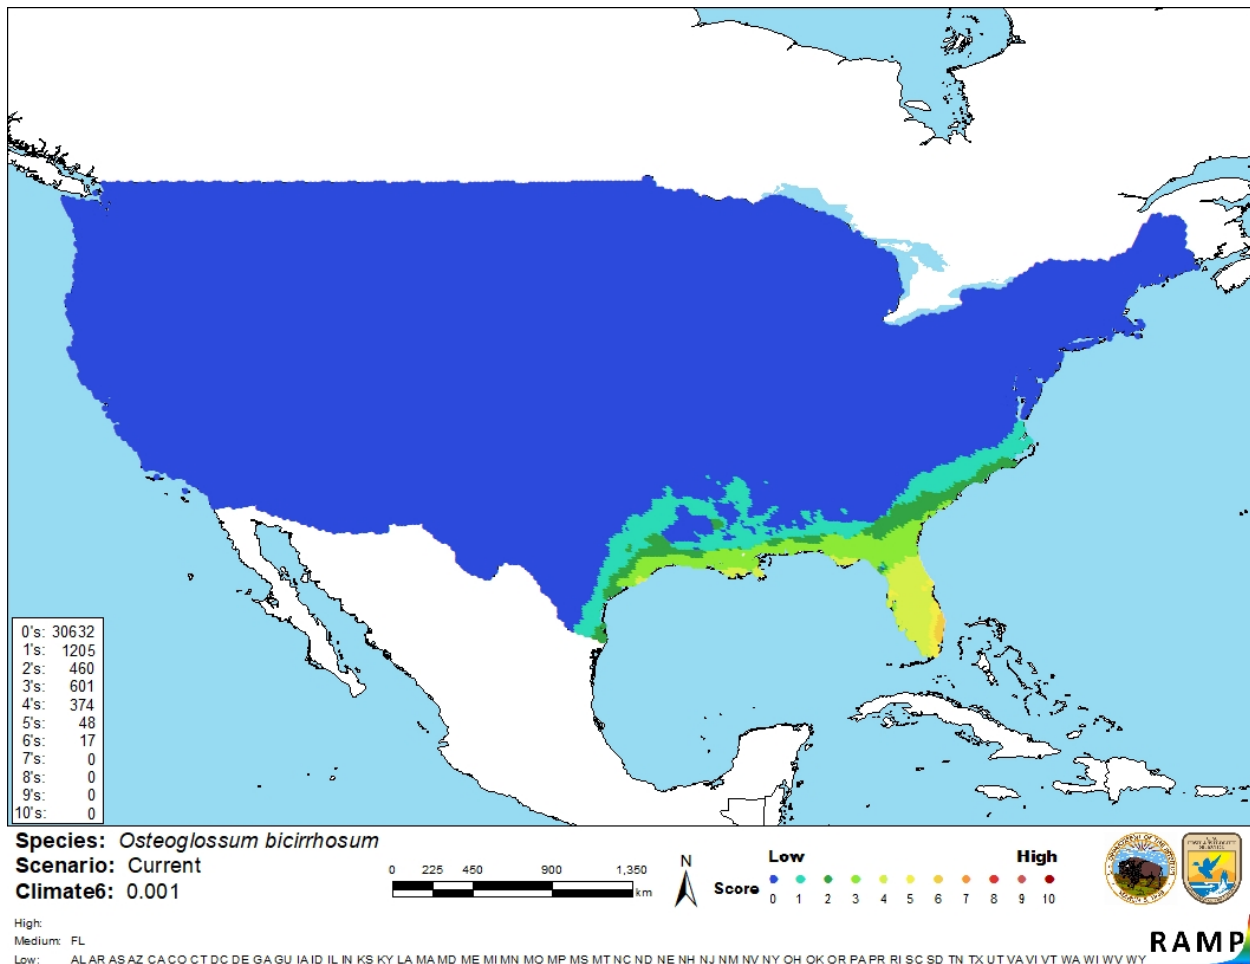 0's: 30632
1's: 1205
2's: 460
3's: 601
4's: 374
5's: 48
6's: 17
7's: 0
8's: 0
9's: 0
10's: 0
Species: Osteoglossum bicirrhosum
Scenario: Current
Climate6: 0.001
0 225 450 900 1,350
km
N
Low High
Score
0 1 2 3 4 5 6 7 8 9 10
High:
Medium: FL
Low: AL AR AS AZ CA CO CT DC DE GA GU IA ID IL IN KS KY LA MA MD ME MI MN MO MP MS MT NC ND NE NH NJ NM NV NY OH OK OR PA PR RI SC SD TN TX UT VA VI VT WA WI WV WY
RAMP